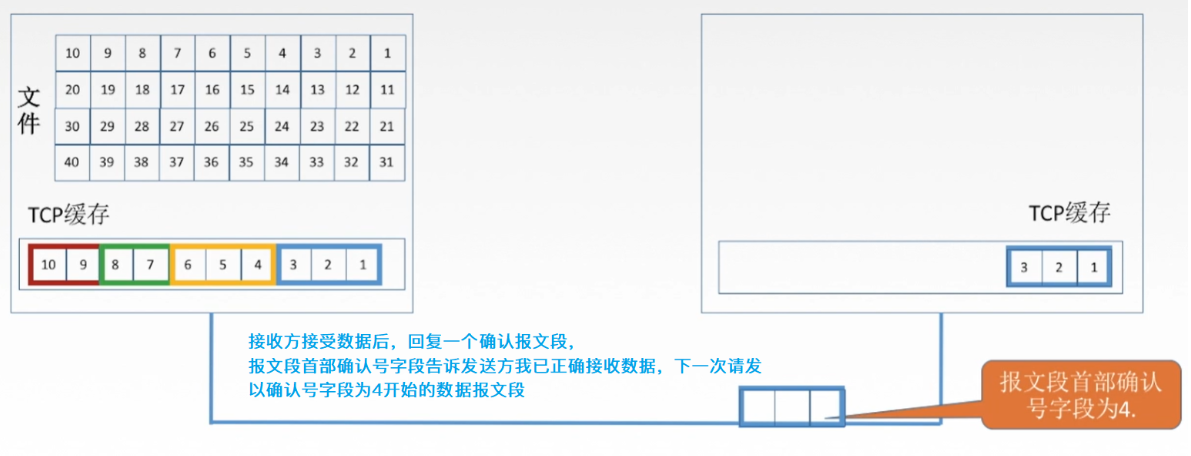 文件
10 9 8 7 6 5 4 3 2 1
20 19 18 17 16 15 14 13 12 11
30 29 28 27 26 25 24 23 22 21
40 39 38 37 36 35 34 33 32 31
TCP缓存
10 9 8 7 6 5 4 3 2 1
TCP缓存
3 2 1
接收方接受数据后，回复一个确认报文段，
报文段首部确认号字段告诉发送方我已正确接收数据，下一次请发
以确认号字段为4开始的数据报文段
报文段首部确认
号字段为4.